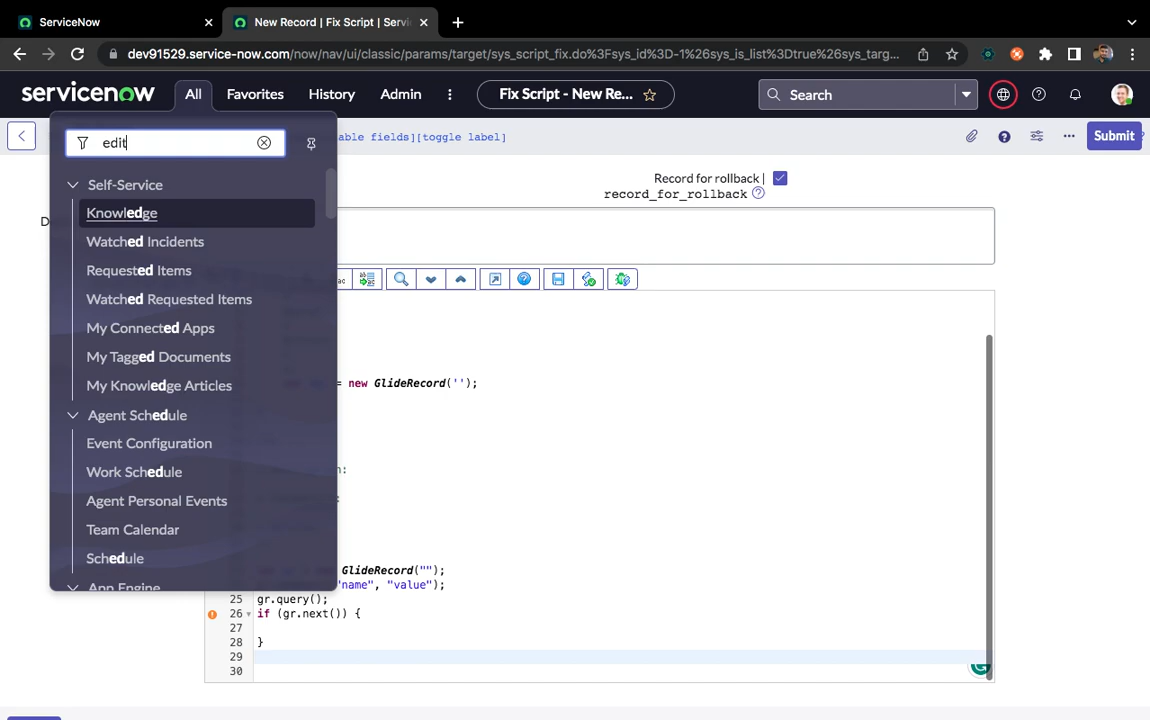 ServiceNow
New Record | Fix Script | Servi
dev91529.service-now.com/now/nav/ui/classic/params/target/sys_script_fix.do%3Fsys_id%3D-1%26sys_is_list%3Dtrue%26sys_targ...
servicenow
All
Favorites
History
Admin
Fix Script - New Re...
Search
edit
able fields][toggle label]
Submit
Self-Service
Knowledge
Watched Incidents
Requested Items
Watched Requested Items
My Connected Apps
My Tagged Documents
My Knowledge Articles
Agent Schedule
Event Configuration
Work Schedule
Agent Personal Events
Team Calendar
Schedule
App Engine
Record for rollback |
record_for_rollback
D
= new GlideRecord('');
GlideRecord("");
"name", "value");
25 gr.query();
26 if (gr.next()) {
27
28 }
29
30